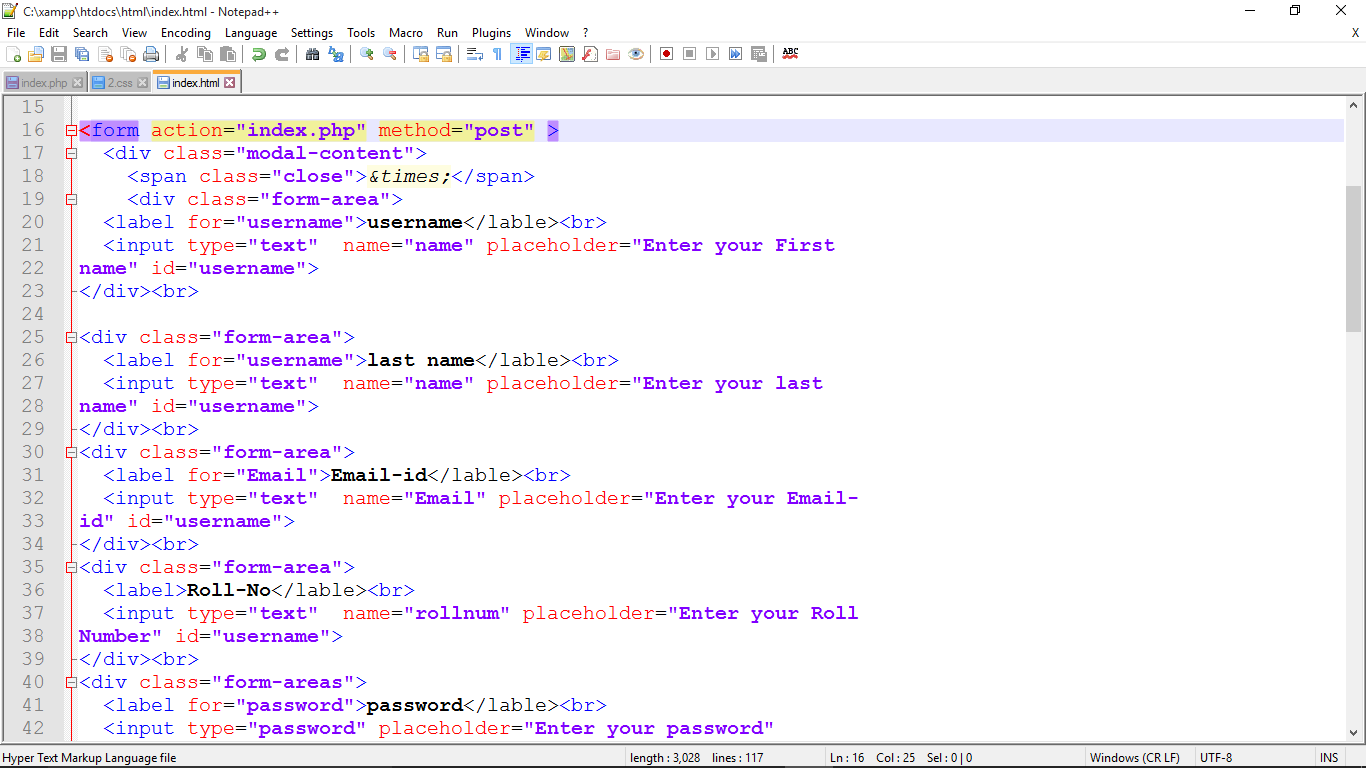 C:\xampp\htdocs\html\index.html - Notepad++
File Edit Search View Encoding Language Settings Tools Macro Run Plugins Window ? X
ABC
index.php 2.css index.html
15
16 <form action="index.php" method="post" >
17 <div class="modal-content">
18 <span class="close">&times;</span>
19 <div class="form-area">
20 <label for="username">username</lable><br>
21 <input type="text"  name="name" placeholder="Enter your First
22 name" id="username">
23 </div><br>
24
25 <div class="form-area">
26 <label for="username">last name</lable><br>
27 <input type="text"  name="name" placeholder="Enter your last
28 name" id="username">
29 </div><br>
30 <div class="form-area">
31 <label for="Email">Email-id</lable><br>
32 <input type="text"  name="Email" placeholder="Enter your Email-
33 id" id="username">
34 </div><br>
35 <div class="form-area">
36 <label>Roll-No</lable><br>
37 <input type="text"  name="rollnum" placeholder="Enter your Roll
38 Number" id="username">
39 </div><br>
40 <div class="form-areas">
41 <label for="password">password</lable><br>
42 <input type="password" placeholder="Enter your password"
Hyper Text Markup Language file length : 3,028 lines : 117 Ln : 16 Col : 25 Sel : 0 | 0 Windows (CR LF) UTF-8 INS